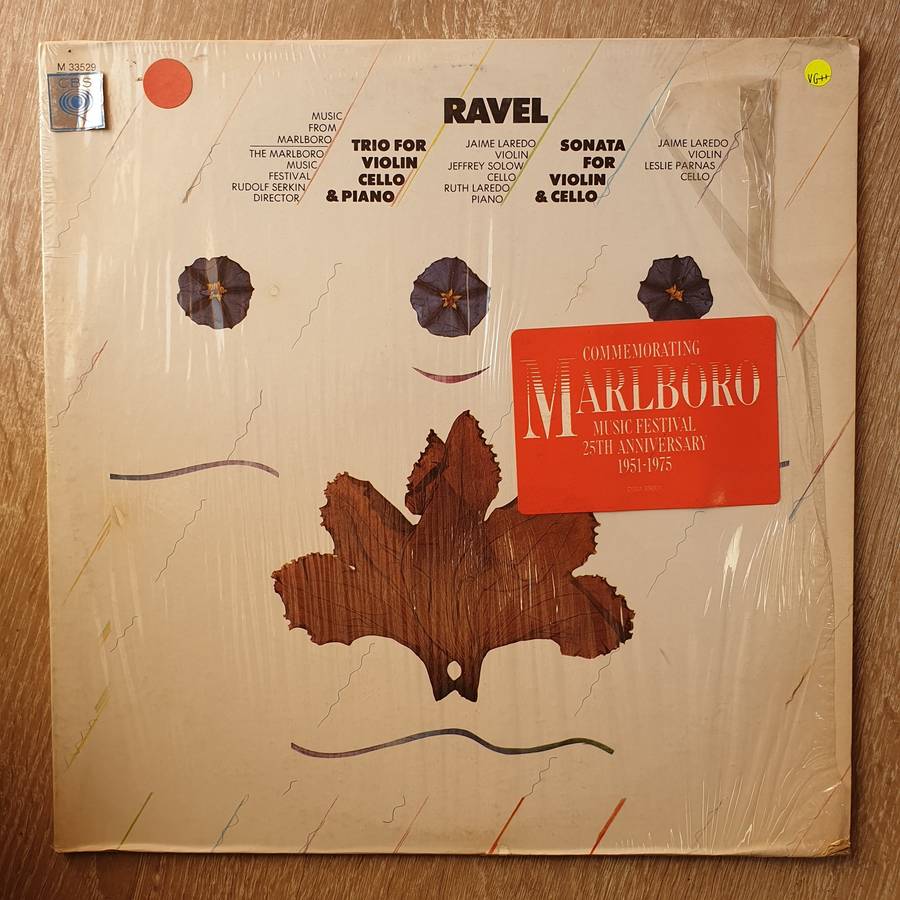 M 33529
CBS
VG++
RAVEL
MUSIC
FROM
MARLBORO
THE MARLBORO
MUSIC
FESTIVAL
RUDOLF SERKIN
DIRECTOR
TRIO FOR
VIOLIN
CELLO
& PIANO
JAIME LAREDO
VIOLIN
JEFFREY SOLOW
CELLO
RUTH LAREDO
PIANO
SONATA
FOR
VIOLIN
& CELLO
JAIME LAREDO
VIOLIN
LESLIE PARNAS
CELLO
COMMEMORATING
MARLBORO
MUSIC FESTIVAL
25TH ANNIVERSARY
1951-1975